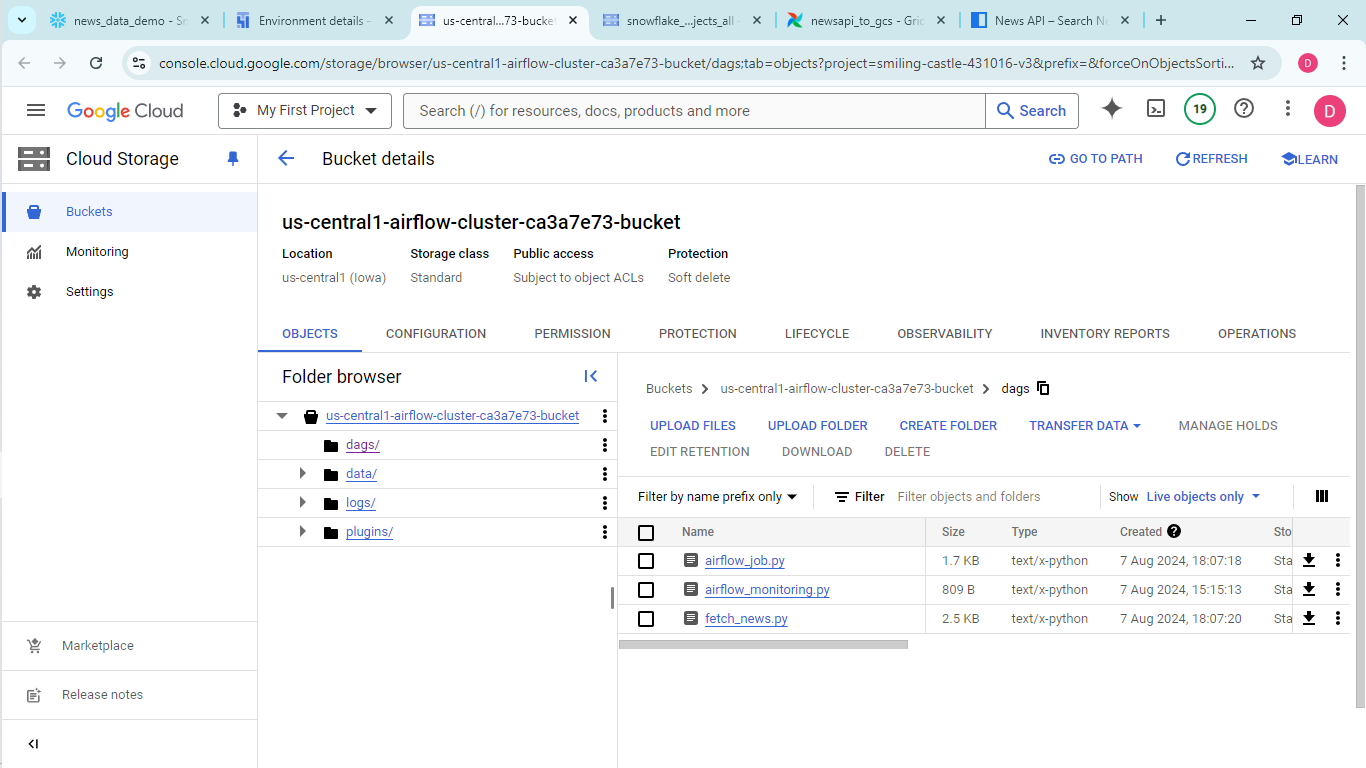 news_data_demo - Sn
Environment details -
us-central...73-bucket
snowflake_...jects_all -
newsapi_to_gcs - Grid
News API – Search Ne
console.cloud.google.com/storage/browser/us-central1-airflow-cluster-ca3a7e73-bucket/dags;tab=objects?project=smiling-castle-431016-v3&prefix=&forceOnObjectsSorti...
D
Google Cloud
My First Project
Search (/) for resources, docs, products and more
Search
19
D
Cloud Storage
Bucket details
GO TO PATH
REFRESH
LEARN
Buckets
Monitoring
Settings
Marketplace
Release notes
us-central1-airflow-cluster-ca3a7e73-bucket
Location
Storage class
Public access
Protection
us-central1 (Iowa)
Standard
Subject to object ACLs
Soft delete
OBJECTS
CONFIGURATION
PERMISSION
PROTECTION
LIFECYCLE
OBSERVABILITY
INVENTORY REPORTS
OPERATIONS
Folder browser
us-central1-airflow-cluster-ca3a7e73-bucket
dags/
data/
logs/
plugins/
Buckets > us-central1-airflow-cluster-ca3a7e73-bucket > dags
UPLOAD FILES
UPLOAD FOLDER
CREATE FOLDER
TRANSFER DATA
MANAGE HOLDS
EDIT RETENTION
DOWNLOAD
DELETE
Filter by name prefix only
Filter
Filter objects and folders
Show
Live objects only
Name Size Type Created Sto
airflow_job.py 1.7 KB text/x-python 7 Aug 2024, 18:07:18 Sta
airflow_monitoring.py 809 B text/x-python 7 Aug 2024, 15:15:13 Sta
fetch_news.py 2.5 KB text/x-python 7 Aug 2024, 18:07:20 Sta